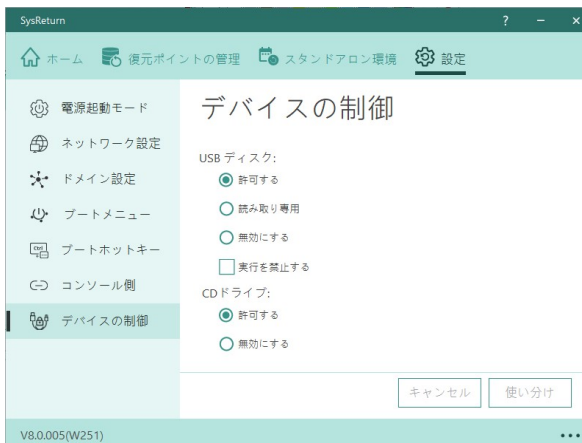 SysReturn
ホーム 復元ポイントの管理 スタンドアロン環境 設定
電源起動モード
ネットワーク設定
ドメイン設定
ブートメニュー
Ctrl
ブートホットキー
コンソール側
デバイスの制御
デバイスの制御
USB ディスク:
許可する
読み取り専用
無効にする
実行を禁止する
CDドライブ:
許可する
無効にする
キャンセル 使い分け
V8.0.005(W251)